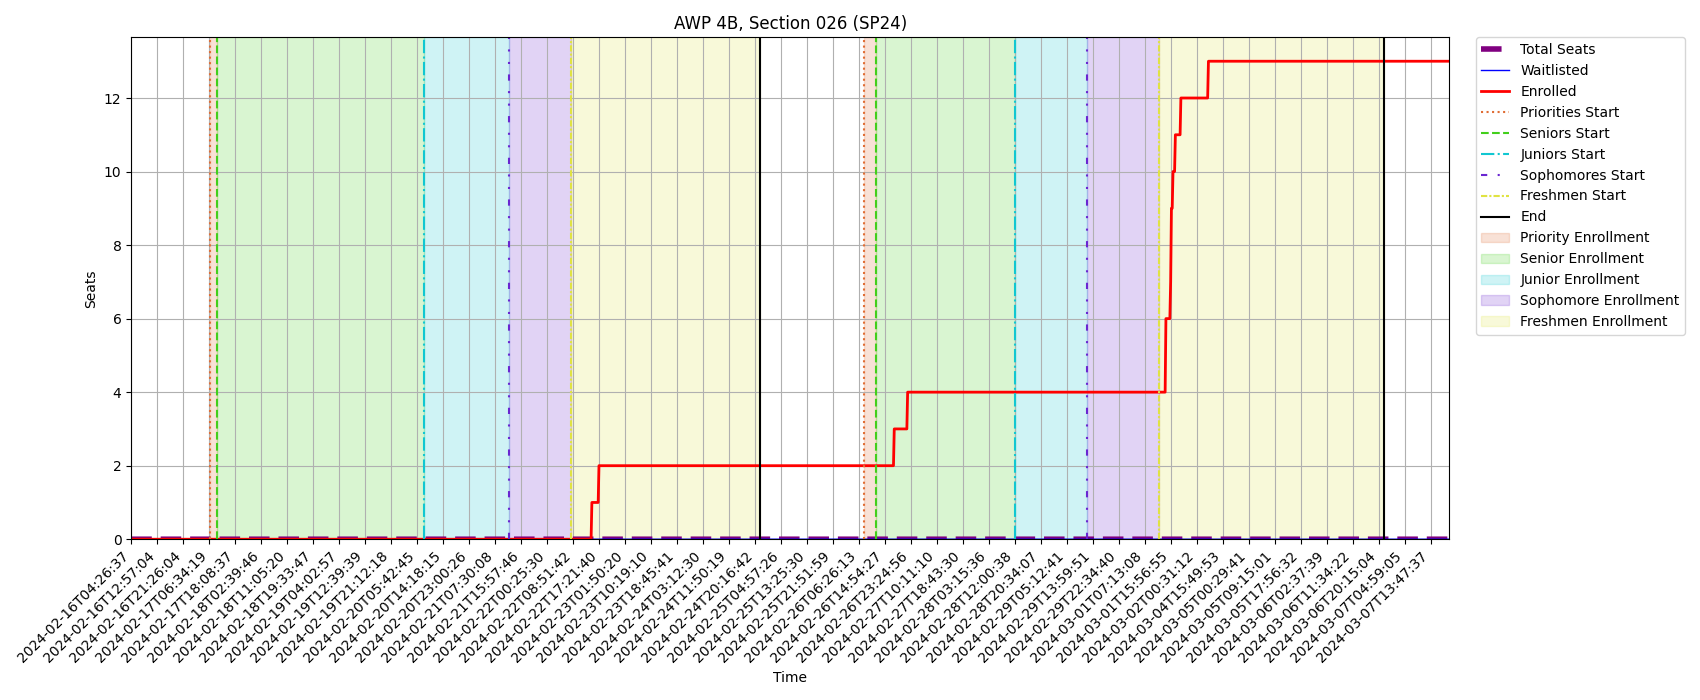 AWP 4B, Section 026 (SP24)
Seats
12
10
8
6
4
2
0
2024-02-16T04:26:37
2024-02-16T12:57:04
2024-02-16T21:26:04
2024-02-17T06:34:19
2024-02-17T18:08:37
2024-02-18T02:39:46
2024-02-18T11:05:20
2024-02-18T19:33:47
2024-02-19T04:02:57
2024-02-19T12:39:39
2024-02-19T21:12:18
2024-02-20T05:42:45
2024-02-20T14:18:15
2024-02-20T23:00:26
2024-02-21T07:30:08
2024-02-21T15:57:46
2024-02-22T00:25:30
2024-02-22T08:51:42
2024-02-22T17:21:40
2024-02-23T01:50:20
2024-02-23T10:19:10
2024-02-23T18:45:41
2024-02-24T03:12:30
2024-02-24T11:50:19
2024-02-24T20:16:42
2024-02-25T04:57:26
2024-02-25T13:25:30
2024-02-25T21:51:59
2024-02-26T06:26:13
2024-02-26T14:54:27
2024-02-26T23:24:56
2024-02-27T10:11:10
2024-02-27T18:43:30
2024-02-28T03:15:36
2024-02-28T12:00:38
2024-02-28T20:34:07
2024-02-29T05:12:41
2024-02-29T13:59:51
2024-02-29T22:34:40
2024-03-01T07:13:08
2024-03-01T15:56:55
2024-03-02T00:31:12
2024-03-04T15:49:53
2024-03-05T00:29:41
2024-03-05T09:15:01
2024-03-05T17:56:32
2024-03-06T02:37:39
2024-03-06T11:34:22
2024-03-06T20:15:04
2024-03-07T04:59:05
2024-03-07T13:47:37
Time
Total Seats
Waitlisted
Enrolled
Priorities Start
Seniors Start
Juniors Start
Sophomores Start
Freshmen Start
End
Priority Enrollment
Senior Enrollment
Junior Enrollment
Sophomore Enrollment
Freshmen Enrollment